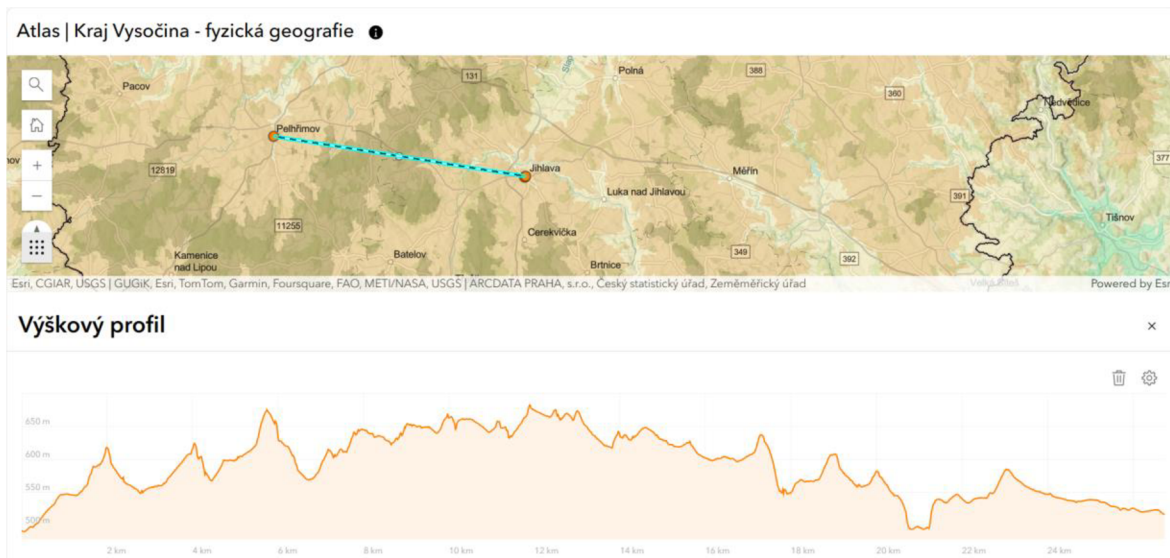 Atlas | Kraj Vysočina - fyzická geografie
Pacov
131
Polná
388
360
Nedvědice
Pelhřimov
12819
Jihlava
Měřín
377
Luka nad Jihlavou
391
Tišnov
11255
Cerekvička
Kamenice
nad Lipou
Batelov
Brtnice
349
392
Esri, CGIAR, USGS | GUGiK, Esri, TomTom, Garmin, Foursquare, FAO, METI/NASA, USGS | ARCDATA PRAHA, s.r.o., Český statistický úřad, Zeměměřický úřad
Powered by Esri
Výškový profil
650 m
600 m
550 m
500 m
2 km 4 km 6 km 8 km 10 km 12 km 14 km 16 km 18 km 20 km 22 km 24 km